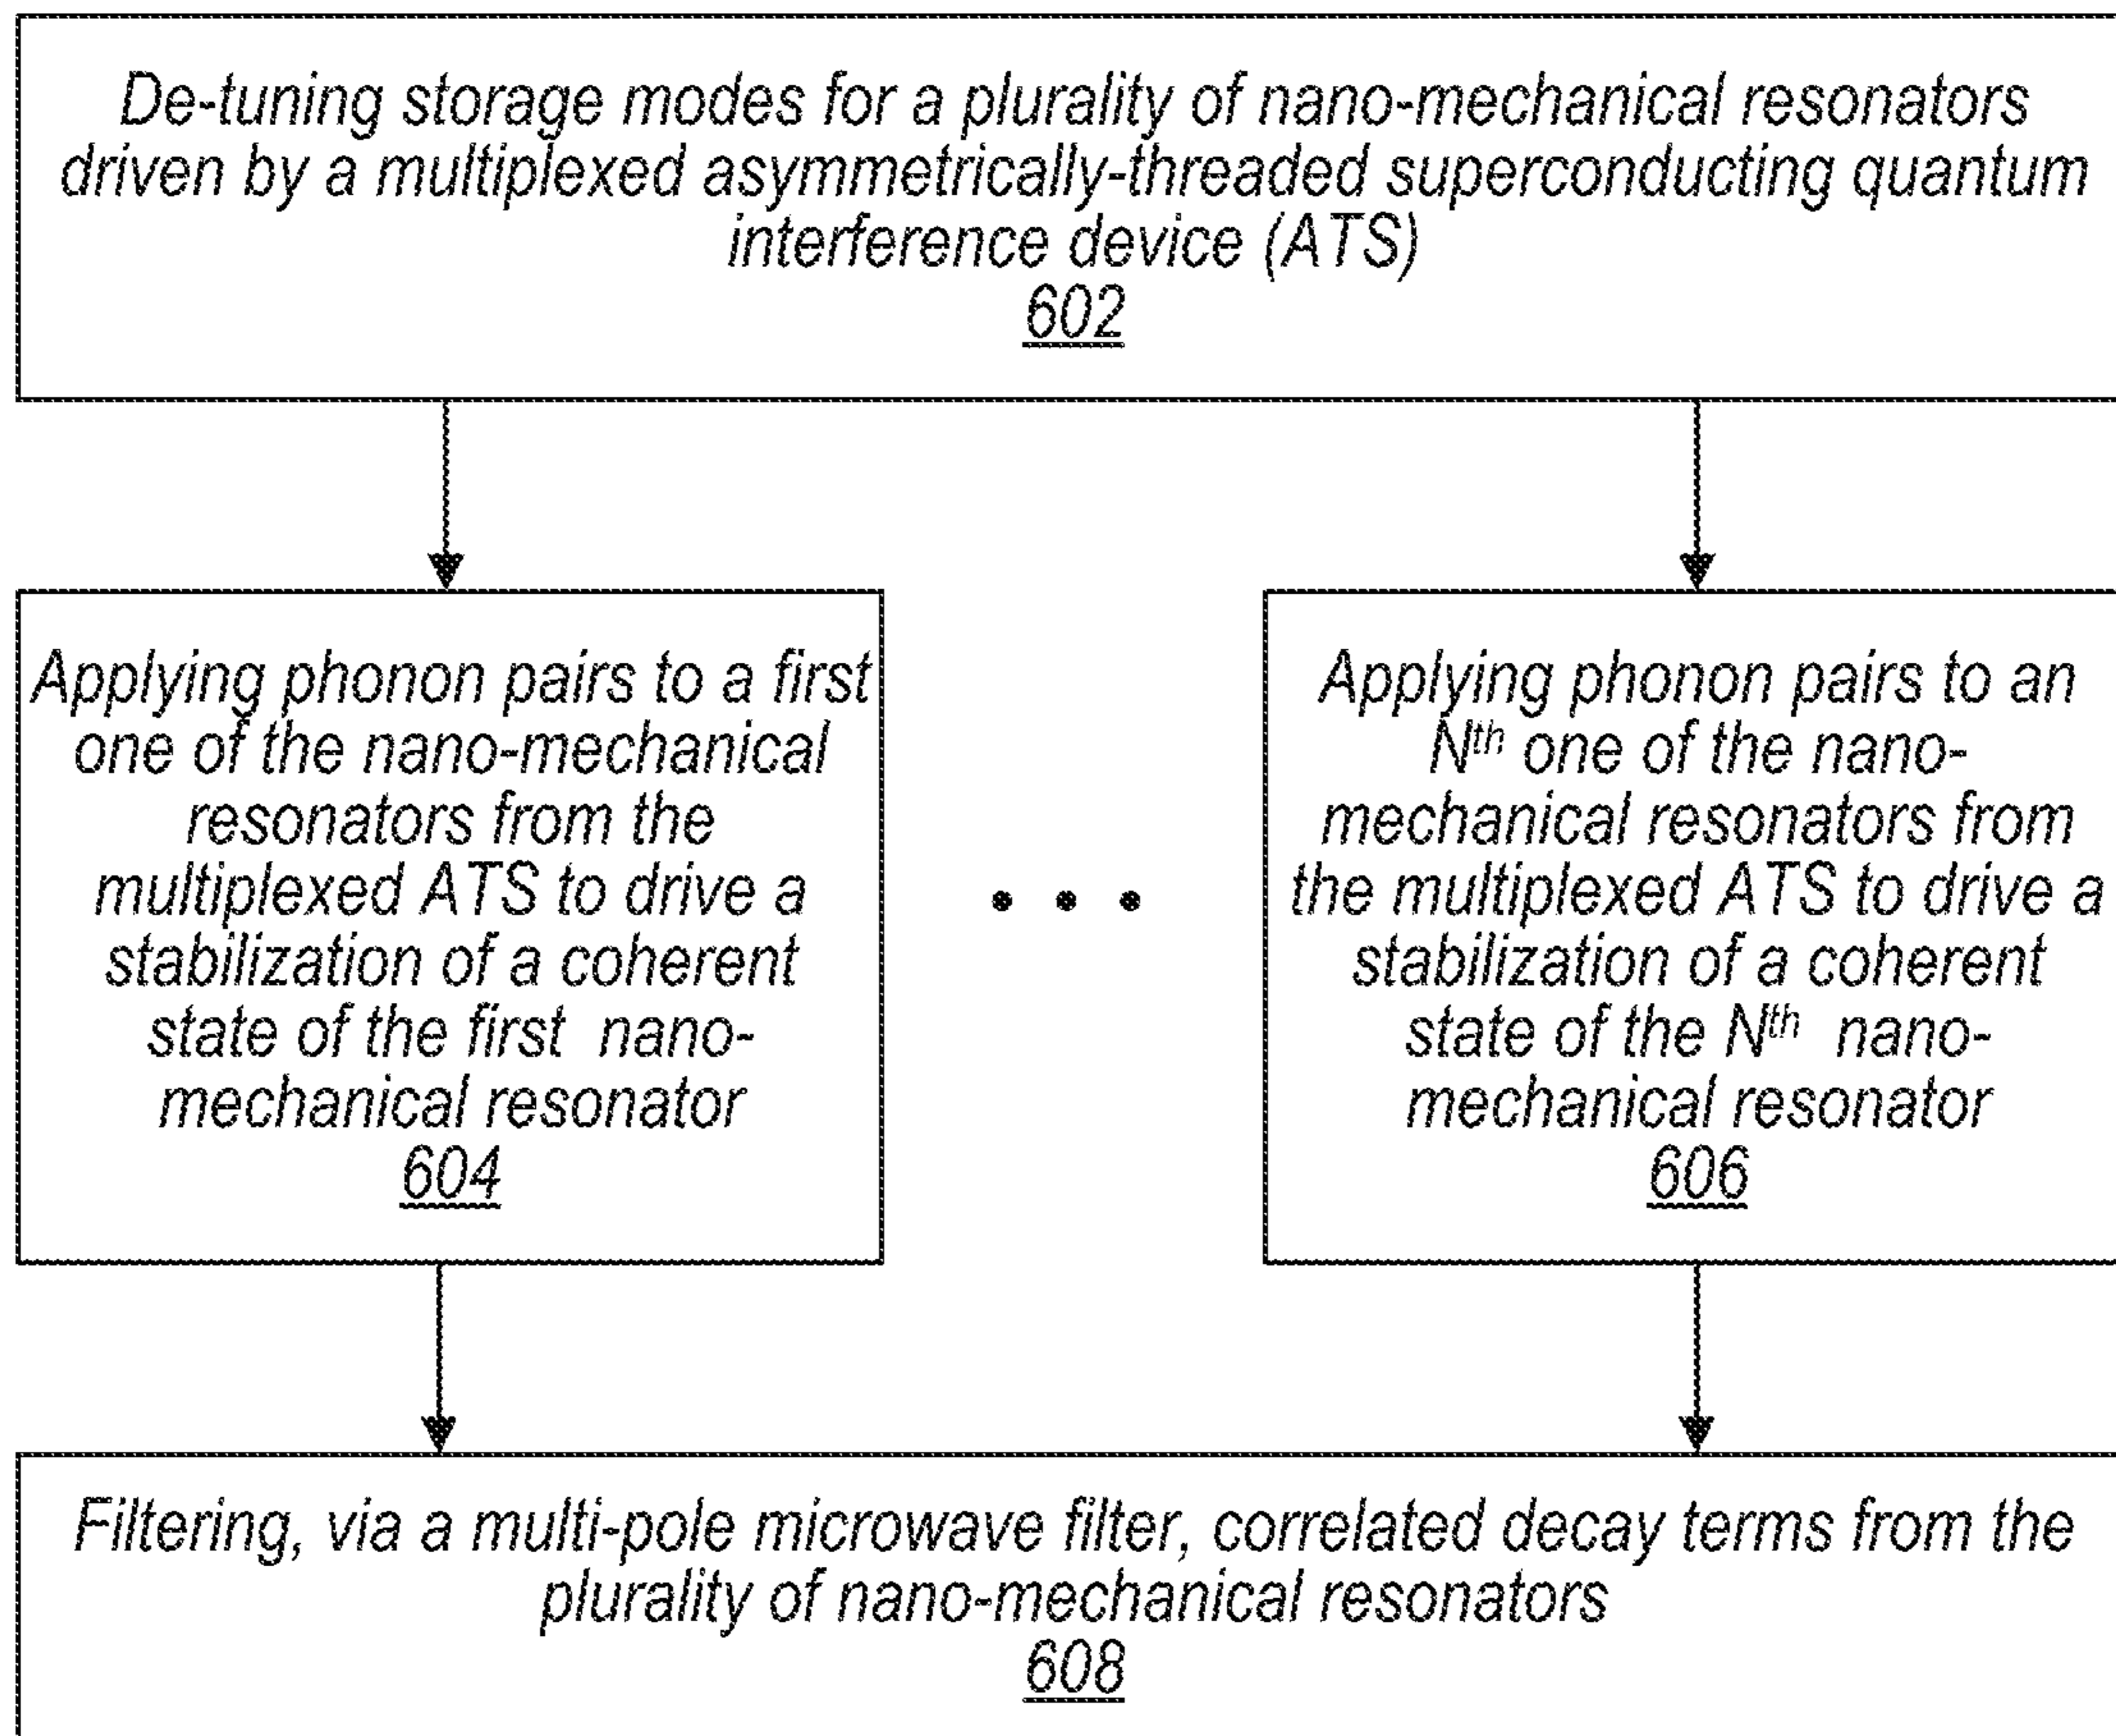 De-tuning storage modes for a plurality of nano-mechanical resonators
driven by a multiplexed asymmetrically-threaded superconducting quantum
interference device (ATS)
602
Applying phonon pairs to a first
one of the nano-mechanical
resonators from the
multiplexed ATS to drive a
stabilization of a coherent
state of the first nano-
mechanical resonator
604
• • •
Applying phonon pairs to an
Nth one of the nano-
mechanical resonators from
the multiplexed ATS to drive a
stabilization of a coherent
state of the Nth nano-
mechanical resonator
606
Filtering, via a multi-pole microwave filter, correlated decay terms from the
plurality of nano-mechanical resonators
608